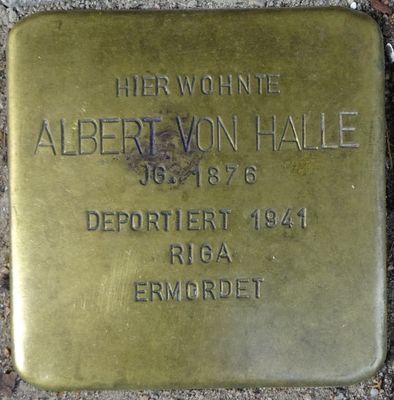 HIER WOHNTE
ALBERT VON HALLE
JG. 1876
DEPORTIERT 1941
RIGA
ERMORDET